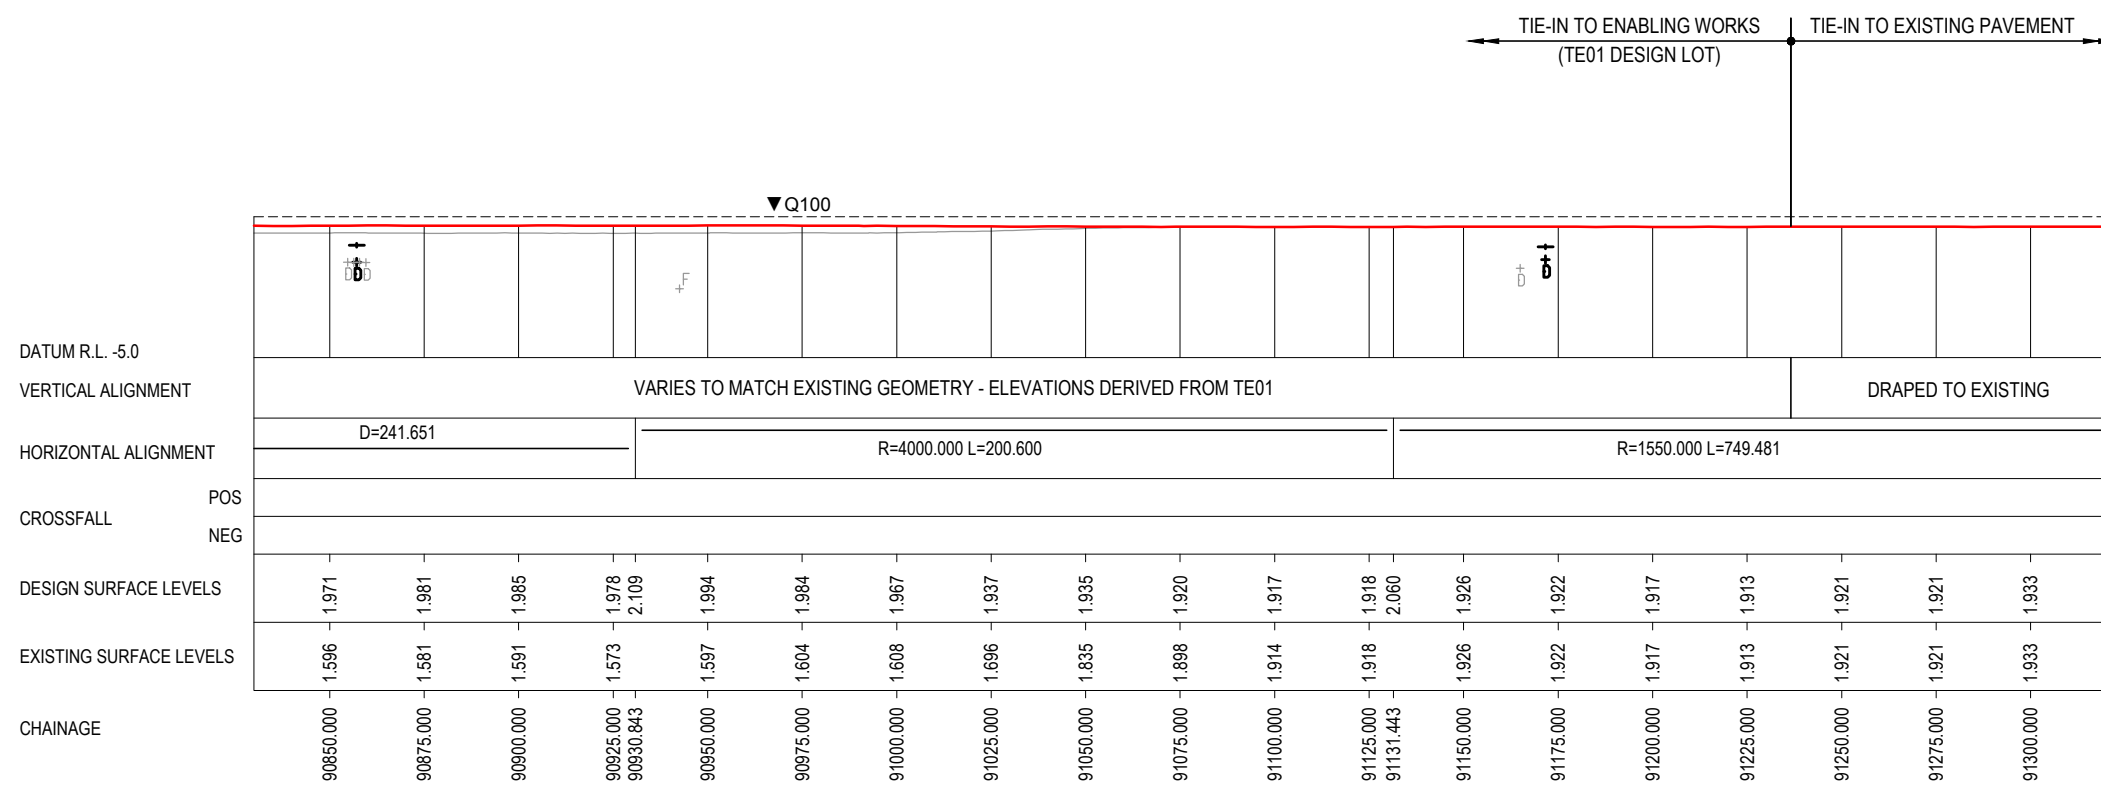 TIE-IN TO ENABLING WORKS TIE-IN TO EXISTING PAVEMENT
(TE01 DESIGN LOT)
Q100
D D D F D D
DATUM R.L. -5.0
VERTICAL ALIGNMENT VARIES TO MATCH EXISTING GEOMETRY - ELEVATIONS DERIVED FROM TE01 DRAPED TO EXISTING
D=241.651
HORIZONTAL ALIGNMENT R=4000.000 L=200.600 R=1550.000 L=749.481
POS
CROSSFALL
NEG
DESIGN SURFACE LEVELS 1.971 1.981 1.985 1.978 2.109 1.994 1.984 1.967 1.937 1.935 1.920 1.917 1.918 2.060 1.926 1.922 1.917 1.913 1.921 1.921 1.933
EXISTING SURFACE LEVELS 1.596 1.581 1.591 1.573 1.597 1.604 1.608 1.696 1.835 1.898 1.914 1.918 1.926 1.922 1.917 1.913 1.921 1.921 1.933
CHAINAGE 90850.000 90875.000 90900.000 90925.000 90930.843 90950.000 90975.000 91000.000 91025.000 91050.000 91075.000 91100.000 91125.000 91131.443 91150.000 91175.000 91200.000 91225.000 91250.000 91275.000 91300.000